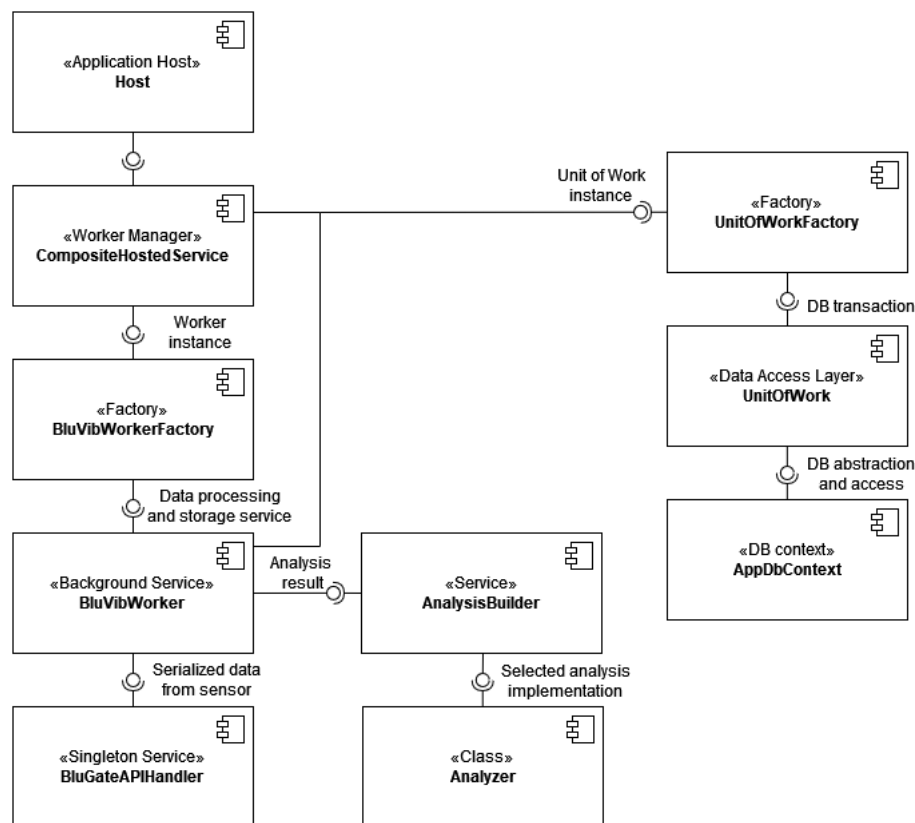 «Application Host»
Host
Unit of Work
instance
«Worker Manager»
CompositeHostedService
«Factory»
UnitOfWorkFactory
DB transaction
Worker
instance
«Factory»
BluVibWorkerFactory
«Data Access Layer»
UnitOfWork
DB abstraction
and access
Data processing
and storage service
«Background Service»
BluVibWorker
Analysis
result
«Service»
AnalysisBuilder
«DB context»
AppDbContext
Serialized data
from sensor
Selected analysis
implementation
«Singleton Service»
BluGateAPIHandler
«Class»
Analyzer